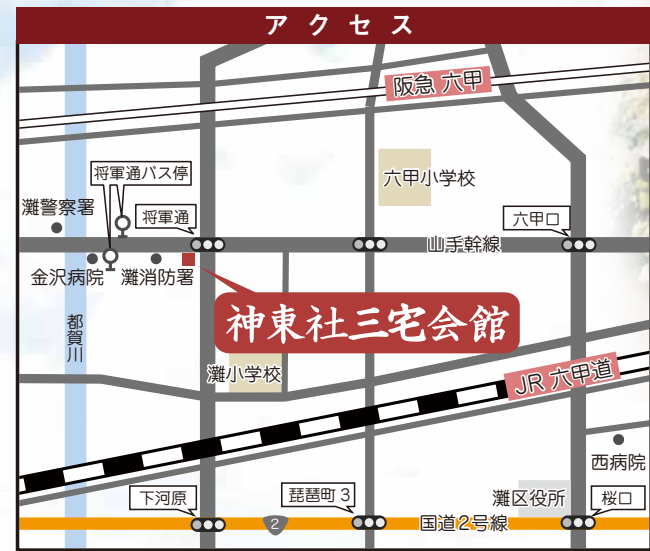 アクセス
阪急 六甲
将軍通バス停
六甲小学校
灘警察署
将軍通
六甲口
山手幹線
金沢病院
灘消防署
神東社三宅会館
都賀川
灘小学校
JR 六甲道
西病院
下河原
琵琶町3
灘区役所
桜口
2
国道2号線